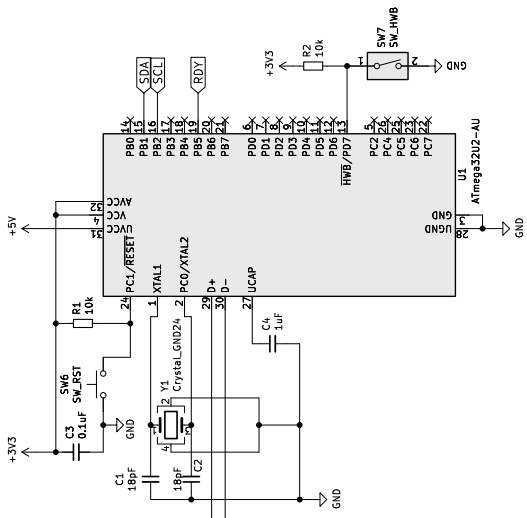 SW7
SW_HWB
R2
10k
+3V3
1
2
GND
SDA
SCL
RDY
14
15
16
17
18
19
20
21
6
7
8
9
10
11
12
13
5
26
25
23
22
PB0
PB1
PB2
PB3
PB4
PB5
PB6
PB7
PD0
PD1
PD2
PD3
PD4
PD5
PD6
HWB/PD7
PC2
PC4
PC5
PC6
PC7
U1
ATmega32U2-AU
+5V
32
4
31
AVCC
VCC
UVCC
GND
UGND
3
28
GND
PC1/RESET
XTAL1
PC0/XTAL2
D+
D-
UCAP
24
1
2
29
30
27
R1
10k
C4
1uF
SW6
SW_RST
Y1
Crystal_GND24
+3V3
C3
0.1uF
GND
1
2
3
4
C1
18pF
18pF
C2
GND